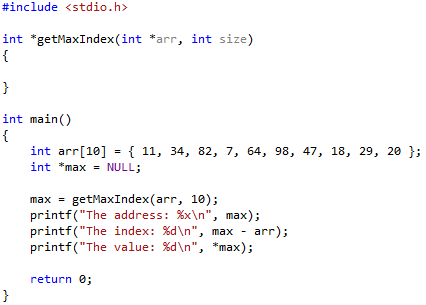 #include <stdio.h>
int *getMaxIndex(int *arr, int size)
{
}
int main()
{
int arr[10] = { 11, 34, 82, 7, 64, 98, 47, 18, 29, 20 };
int *max = NULL;
max = getMaxIndex(arr, 10);
printf("The address: %x\n", max);
printf("The index: %d\n", max - arr);
printf("The value: %d\n", *max);
return 0;
}